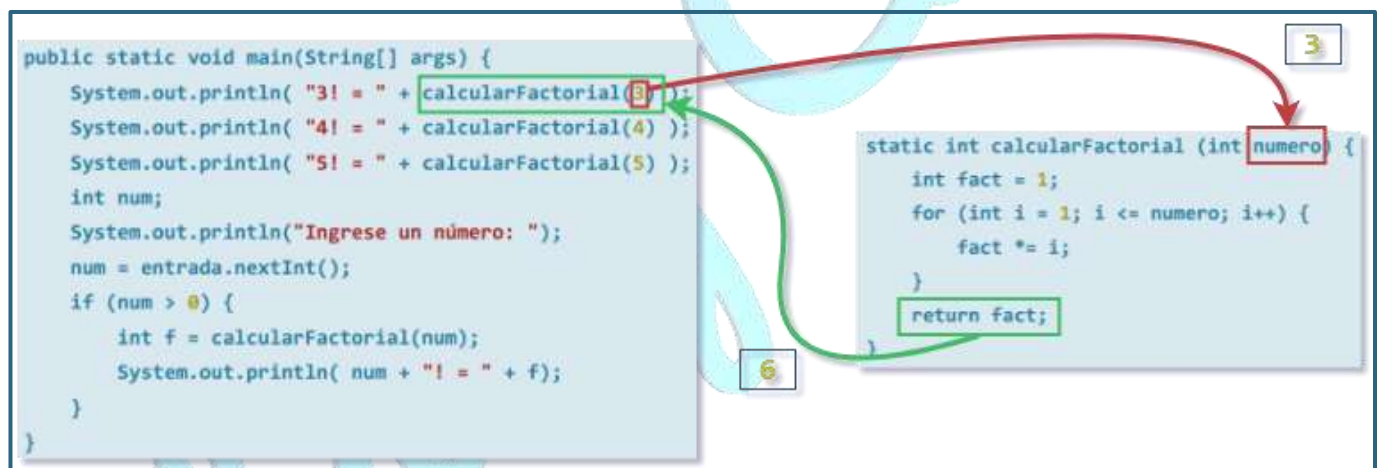 public static void main(String[] args) {
System.out.println( "3! = " + calcularFactorial(3) );
System.out.println( "4! = " + calcularFactorial(4) );
System.out.println( "5! = " + calcularFactorial(5) );
int num;
System.out.println("Ingrese un número: ");
num = entrada.nextInt();
if (num > 0) {
int f = calcularFactorial(num);
System.out.println( num + "! = " + f);
}
}
3
static int calcularFactorial (int numero) {
int fact = 1;
for (int i = 1; i <= numero; i++) {
fact *= i;
}
return fact;
}
6